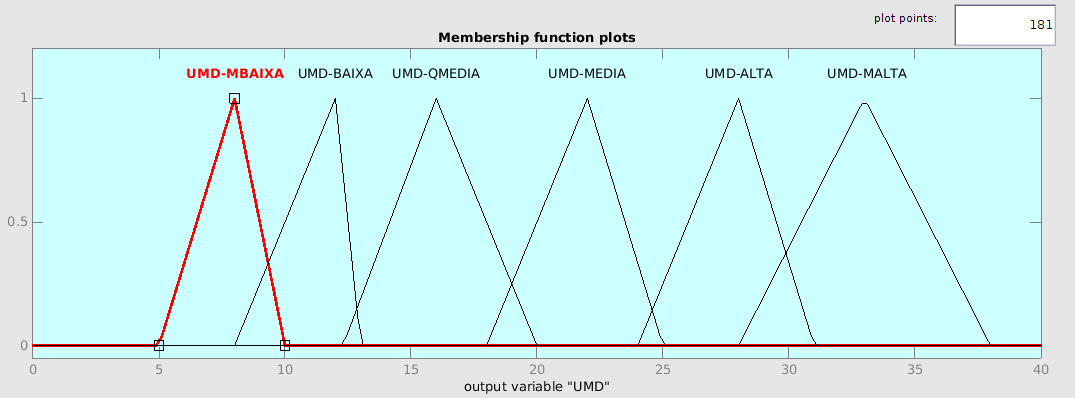 plot points: 181
Membership function plots
UMD-MBAIXA UMD-BAIXA UMD-QMEDIA UMD-MEDIA UMD-ALTA UMD-MALTA
1
0.5
0
0 5 10 15 20 25 30 35 40
output variable "UMD"